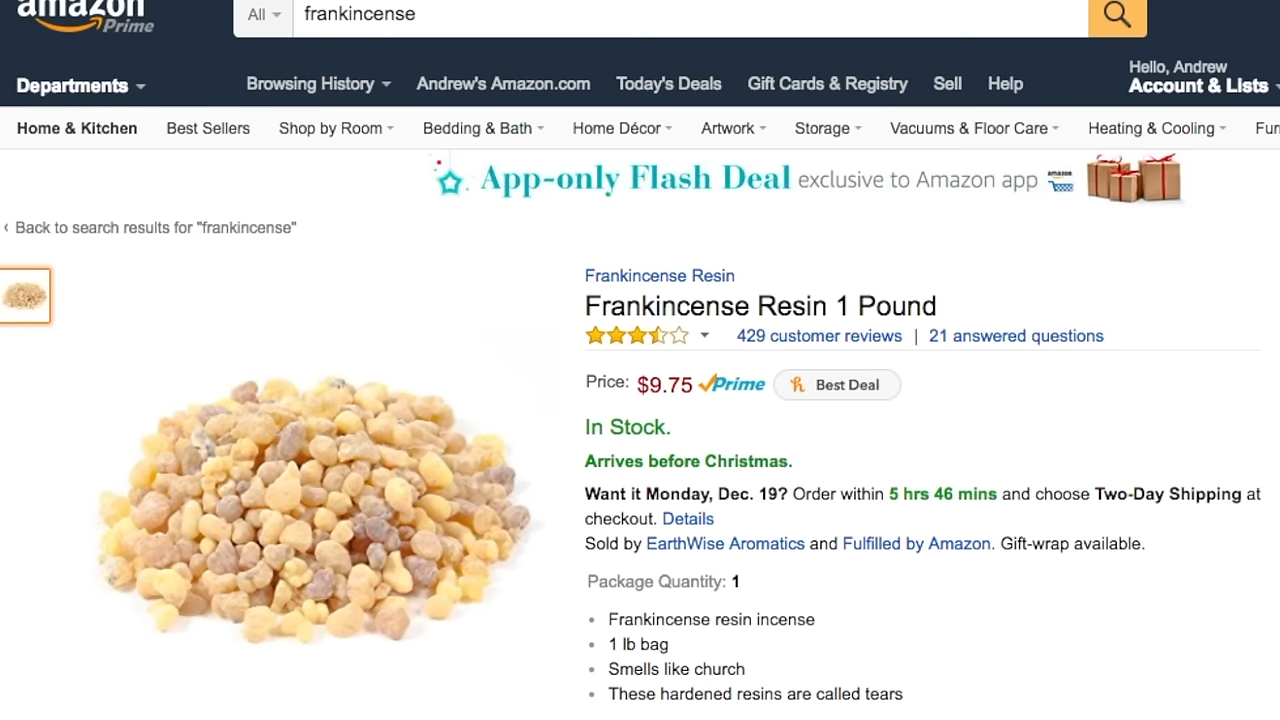 amazon
Prime
All
frankincense
Departments
Browsing History
Andrew's Amazon.com
Today's Deals
Gift Cards & Registry
Sell
Help
Hello, Andrew
Account & Lists
Home & Kitchen
Best Sellers
Shop by Room
Bedding & Bath
Home Décor
Artwork
Storage
Vacuums & Floor Care
Heating & Cooling
Fur
App-only Flash Deal exclusive to Amazon app
amazon
‹ Back to search results for "frankincense"
Frankincense Resin
Frankincense Resin 1 Pound
429 customer reviews | 21 answered questions
Price: $9.75 Prime Best Deal
In Stock.
Arrives before Christmas.
Want it Monday, Dec. 19? Order within 5 hrs 46 mins and choose Two-Day Shipping at
checkout. Details
Sold by EarthWise Aromatics and Fulfilled by Amazon. Gift-wrap available.
Package Quantity: 1
• Frankincense resin incense
• 1 lb bag
• Smells like church
• These hardened resins are called tears